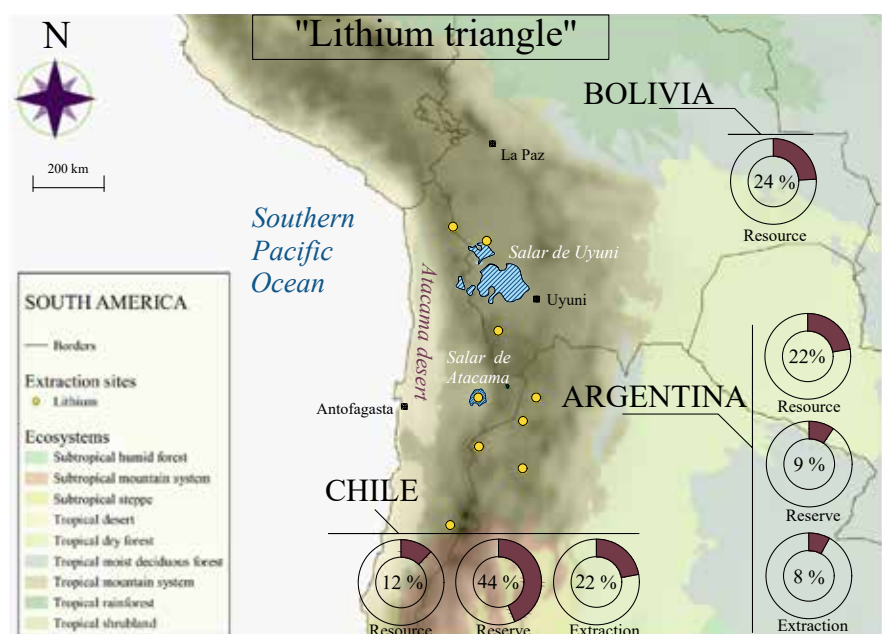 "Lithium triangle"
N
200 km
BOLIVIA
La Paz
24 %
Resource
Southern
Pacific
Ocean
Salar de Uyuni
Uyuni
Atacama desert
Salar de
Atacama
Antofagasta
ARGENTINA
22%
Resource
9 %
Reserve
8 %
Extraction
CHILE
12 %
Resource
44 %
Reserve
22 %
Extraction
SOUTH AMERICA
Borders
Extraction sites
Lithium
Ecosystems
Subtropical humid forest
Subtropical mountain system
Subtropical steppe
Tropical desert
Tropical dry forest
Tropical moist deciduous forest
Tropical mountain system
Tropical rainforest
Tropical shrubland